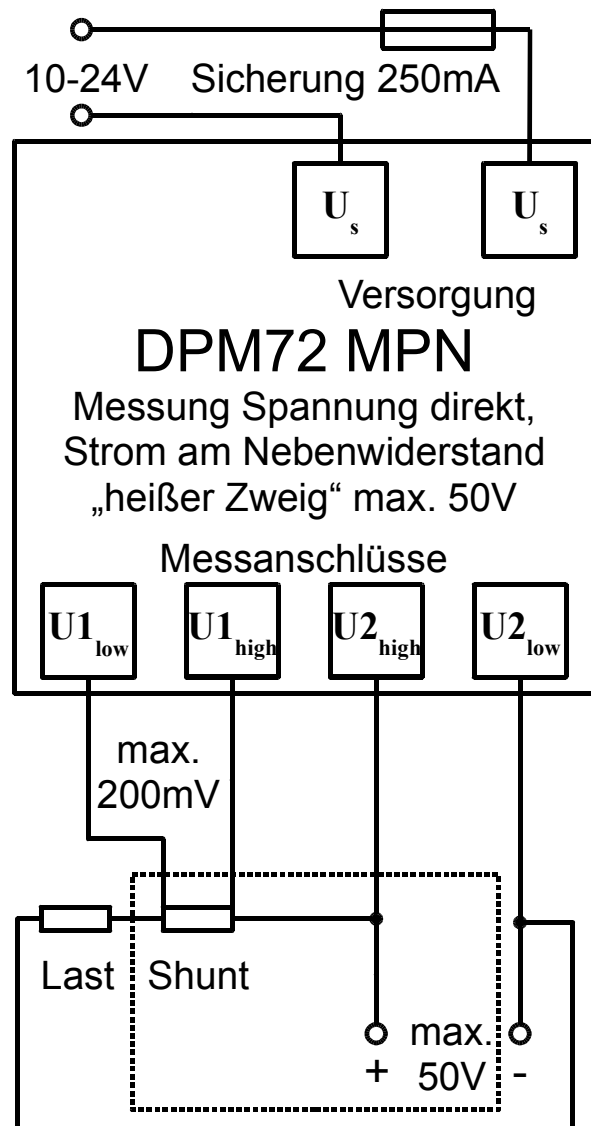 10-24V Sicherung 250mA
Us Us
Versorgung
DPM72 MPN
Messung Spannung direkt,
Strom am Nebenwiderstand
„heißer Zweig“ max. 50V
Messanschlüsse
U1low U1high U2high U2low
max.
200mV
Last Shunt
max.
+ 50V -